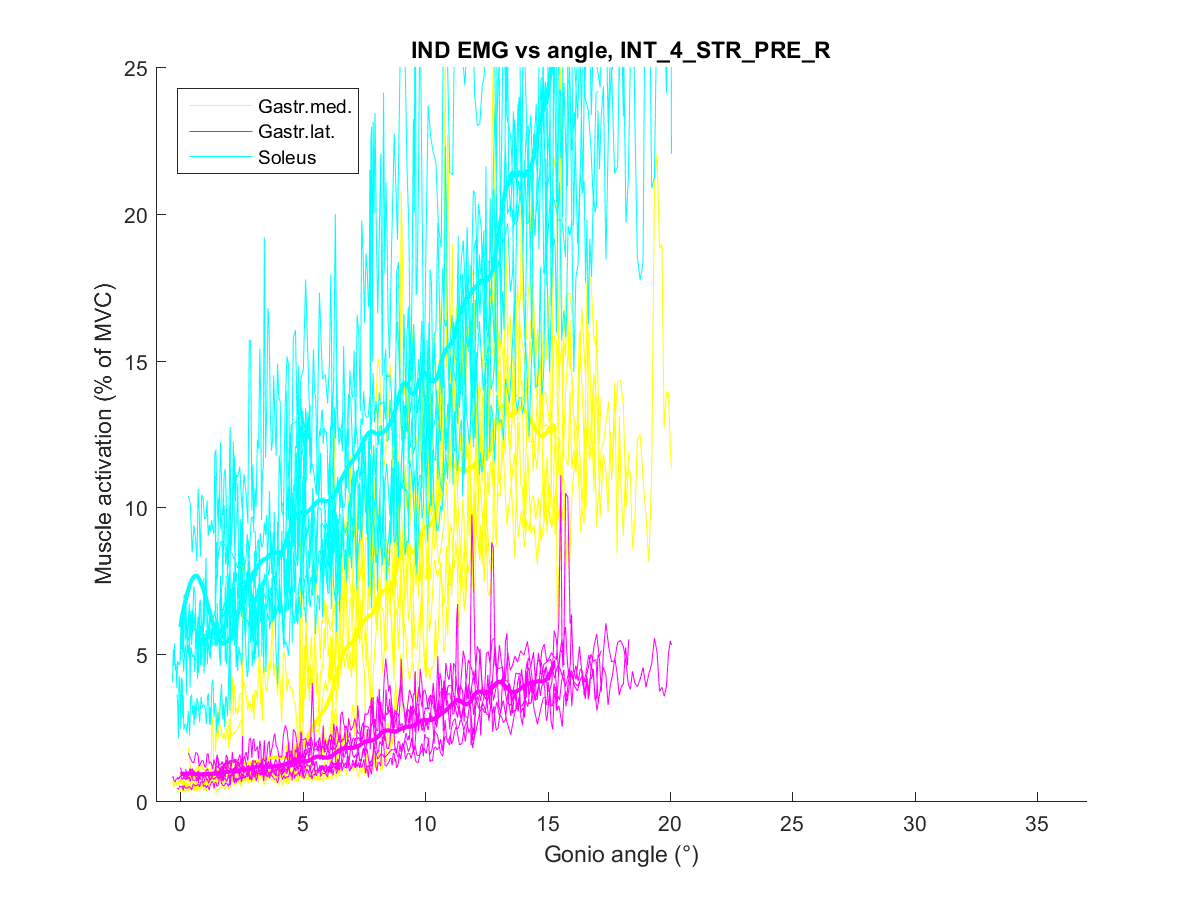 IND EMG vs angle, INT_4_STR_PRE_R
25
20
15
10
5
0
Muscle activation (% of MVC)
Gastr.med.
Gastr.lat.
Soleus
0 5 10 15 20 25 30 35
Gonio angle (°)